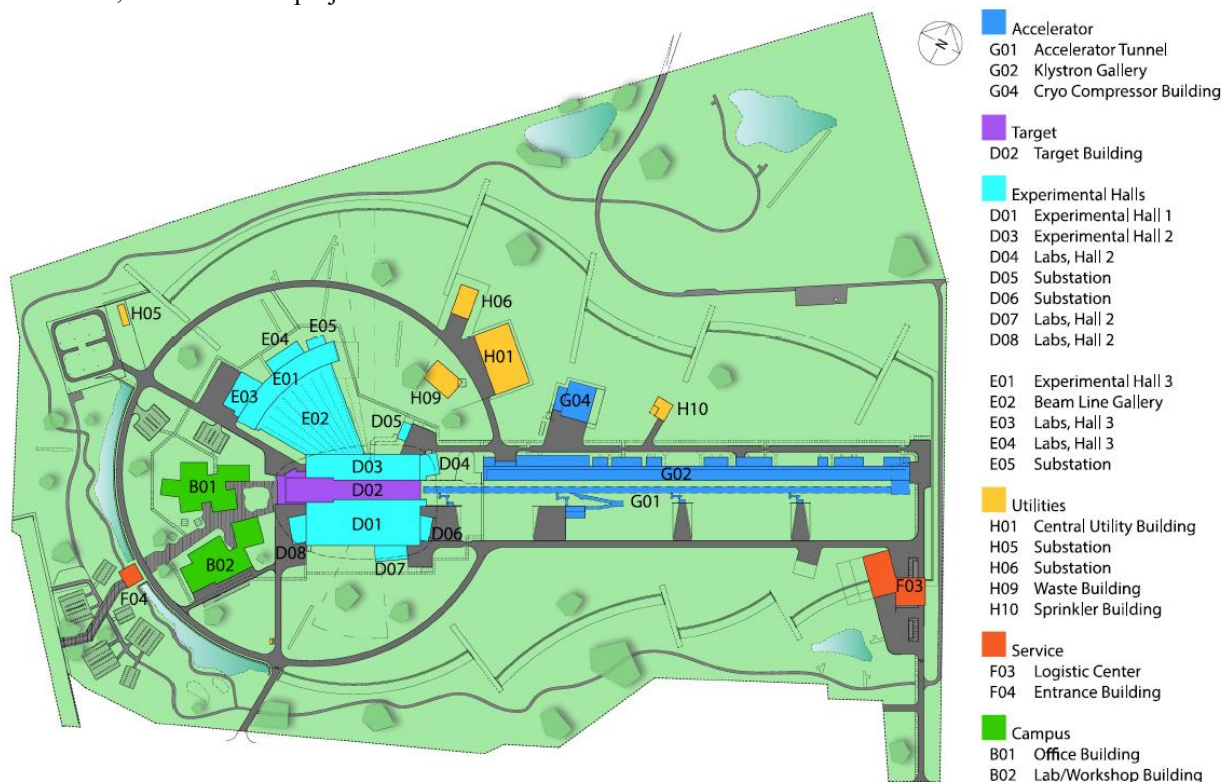 N
Accelerator
G01 Accelerator Tunnel
G02 Klystron Gallery
G04 Cryo Compressor Building
Target
D02 Target Building
Experimental Halls
D01 Experimental Hall 1
D03 Experimental Hall 2
D04 Labs, Hall 2
D05 Substation
D06 Substation
D07 Labs, Hall 2
D08 Labs, Hall 2
E01 Experimental Hall 3
E02 Beam Line Gallery
E03 Labs, Hall 3
E04 Labs, Hall 3
E05 Substation
Utilities
H01 Central Utility Building
H05 Substation
H06 Substation
H09 Waste Building
H10 Sprinkler Building
Service
F03 Logistic Center
F04 Entrance Building
Campus
B01 Office Building
B02 Lab/Workshop Building
H05
H06
E05
E04
H01
E01
E03
H09
G04
H10
E02
D05
D03
D04
G02
B01
D02
G01
D01
D06
D08
D07
B02
F04
F03